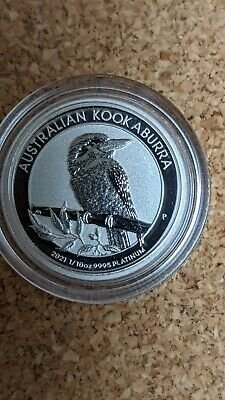 AUSTRALIAN KOOKABURRA
P
2021 1/10oz 9995 PLATINUM